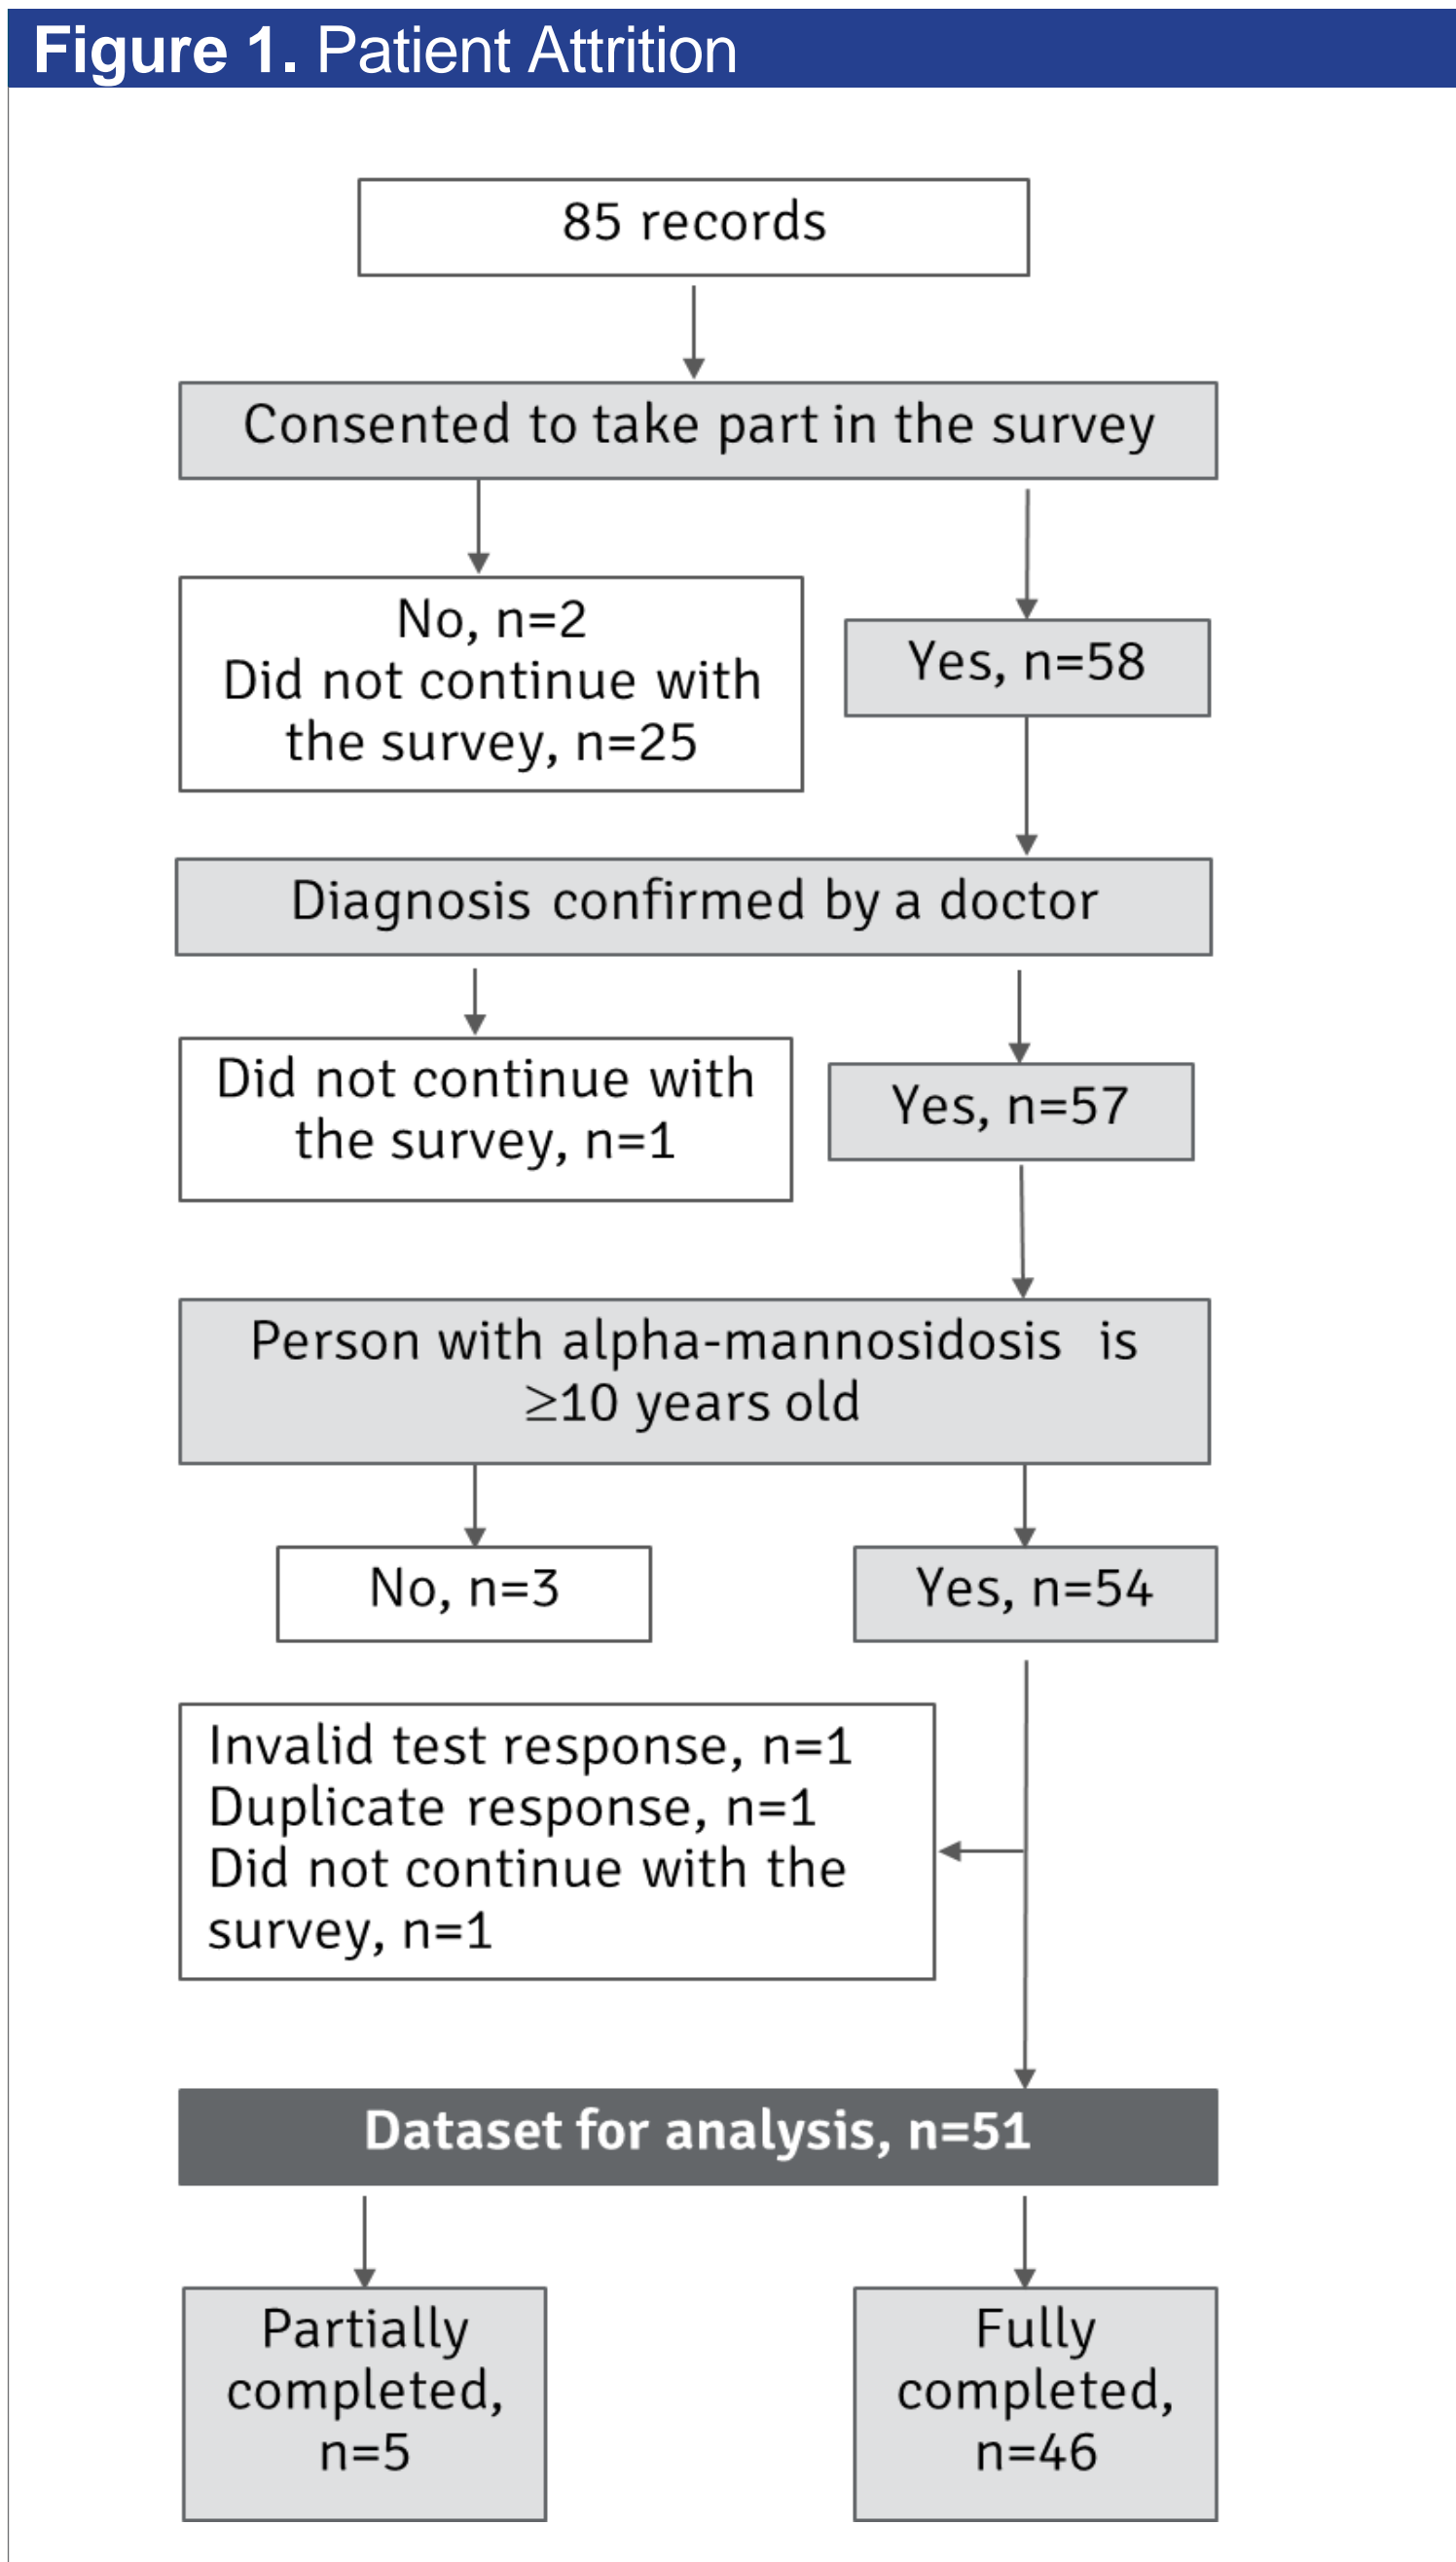 Figure 1. Patient Attrition
85 records
Consented to take part in the survey
No, n=2
Did not continue with
the survey, n=25
Yes, n=58
Diagnosis confirmed by a doctor
Did not continue with
the survey, n=1
Yes, n=57
Person with alpha-mannosidosis is
≥10 years old
No, n=3
Yes, n=54
Invalid test response, n=1
Duplicate response, n=1
Did not continue with the
survey, n=1
Dataset for analysis, n=51
Partially
completed,
n=5
Fully
completed,
n=46